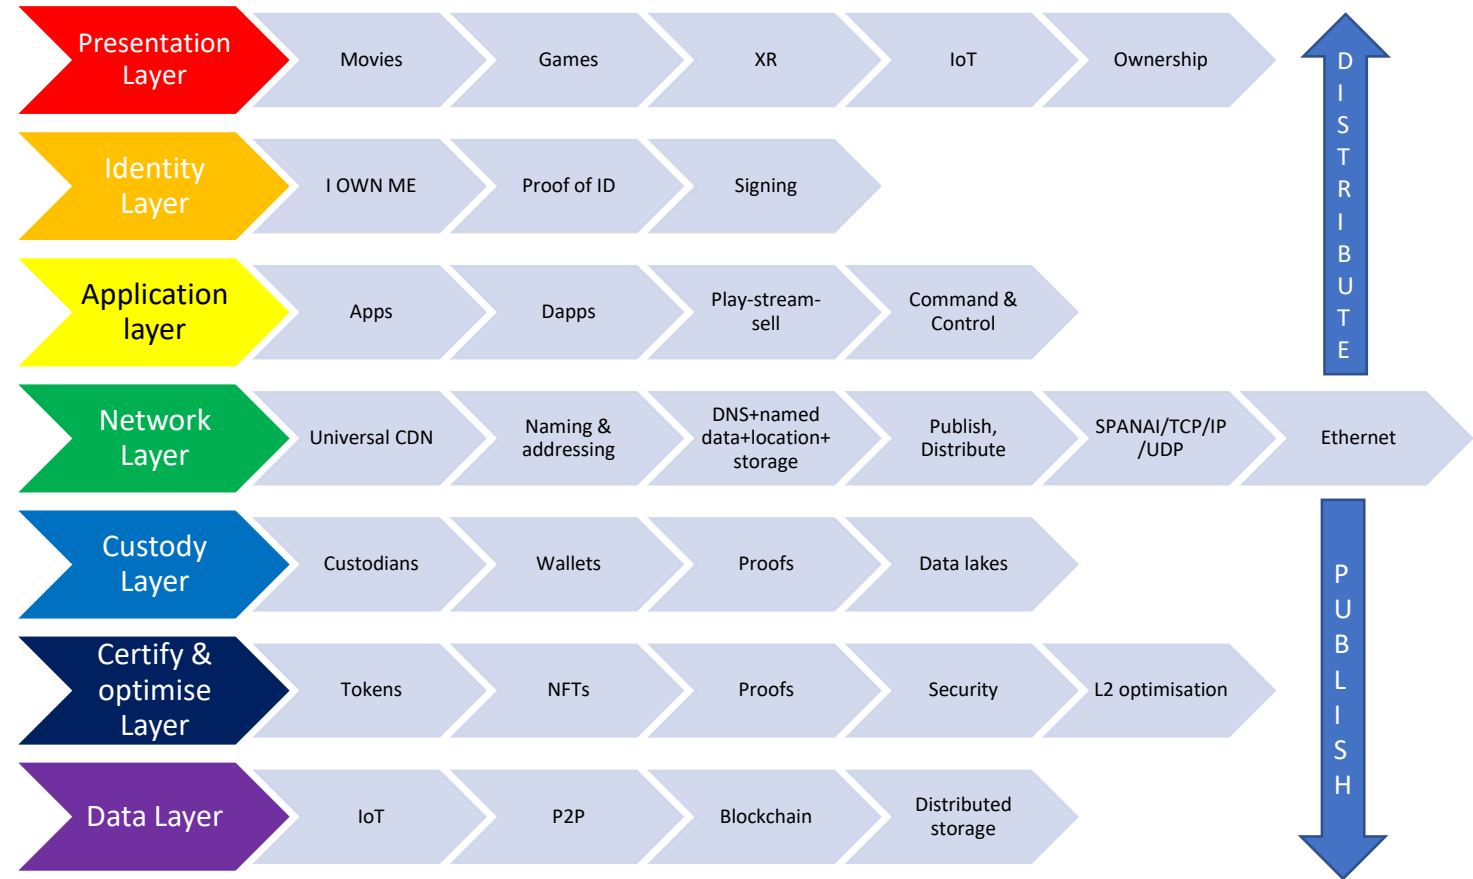 Presentation
Layer
Movies
Games
XR
IoT
Ownership
Identity
Layer
I OWN ME
Proof of ID
Signing
Application
layer
Apps
Dapps
Play-stream-
sell
Command &
Control
Network
Layer
Universal CDN
Naming &
addressing
DNS+named
data+location+
storage
Publish,
Distribute
SPANAI/TCP/IP
/UDP
Ethernet
Custody
Layer
Custodians
Wallets
Proofs
Data lakes
Certify &
optimise
Layer
Tokens
NFTs
Proofs
Security
L2 optimisation
Data Layer
IoT
P2P
Blockchain
Distributed
storage
D
I
S
T
R
I
B
U
T
E
P
U
B
L
I
S
H